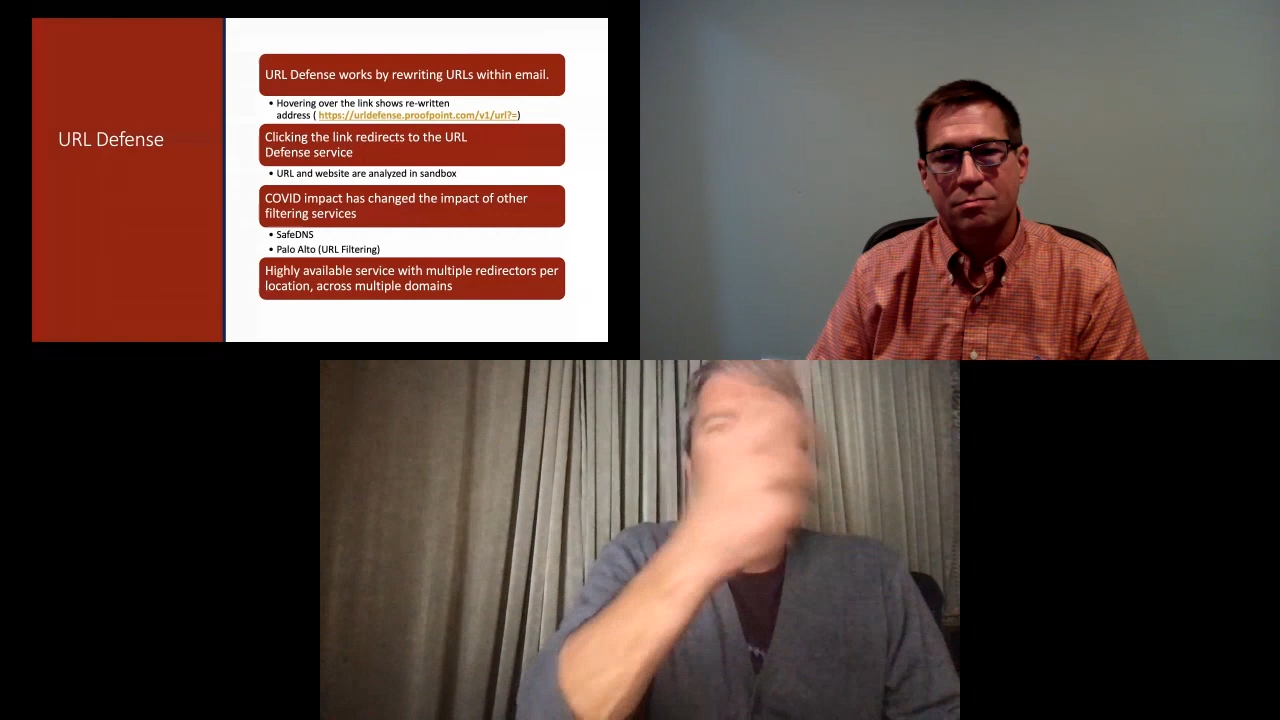 URL Defense
URL Defense works by rewriting URLs within email.
• Hovering over the link shows re-written
address ( https://urldefense.proofpoint.com/v1/url?=)
Clicking the link redirects to the URL
Defense service
• URL and website are analyzed in sandbox
COVID impact has changed the impact of other
filtering services
• SafeDNS
• Palo Alto (URL Filtering)
Highly available service with multiple redirectors per
location, across multiple domains